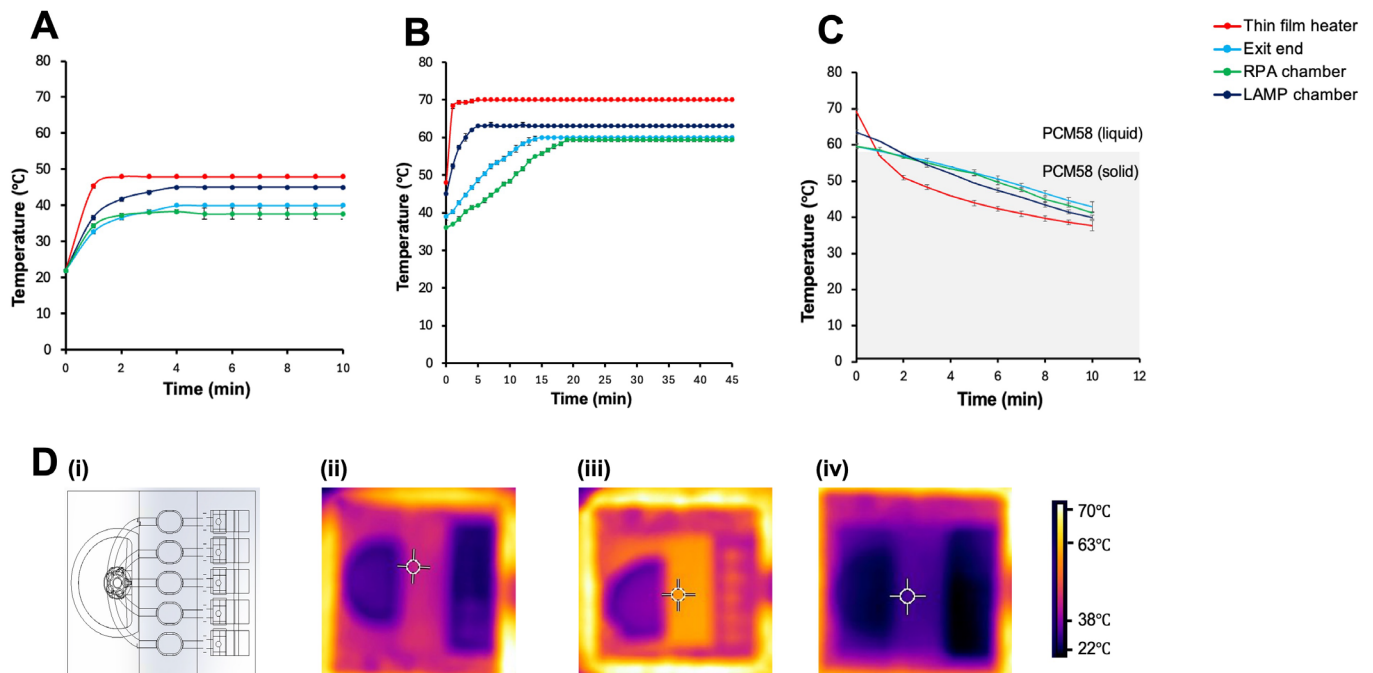 A
B
C
Thin film heater
Exit end
RPA chamber
LAMP chamber
80
70
60
50
40
30
20
10
0
Temperature (°C)
0 2 4 6 8 10
Time (min)
80
70
60
50
40
30
20
10
0
Temperature (°C)
0 5 10 15 20 25 30 35 40 45
Time (min)
80
70
60
50
40
30
20
10
0
Temperature (°C)
PCM58 (liquid)
PCM58 (solid)
0 2 4 6 8 10 12
Time (min)
D (i) (ii) (iii) (iv)
70°C
63°C
38°C
22°C